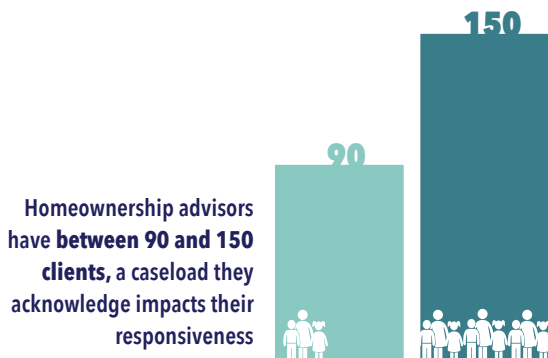 150
90
Homeownership advisors
have between 90 and 150
clients, a caseload they
acknowledge impacts their
responsiveness